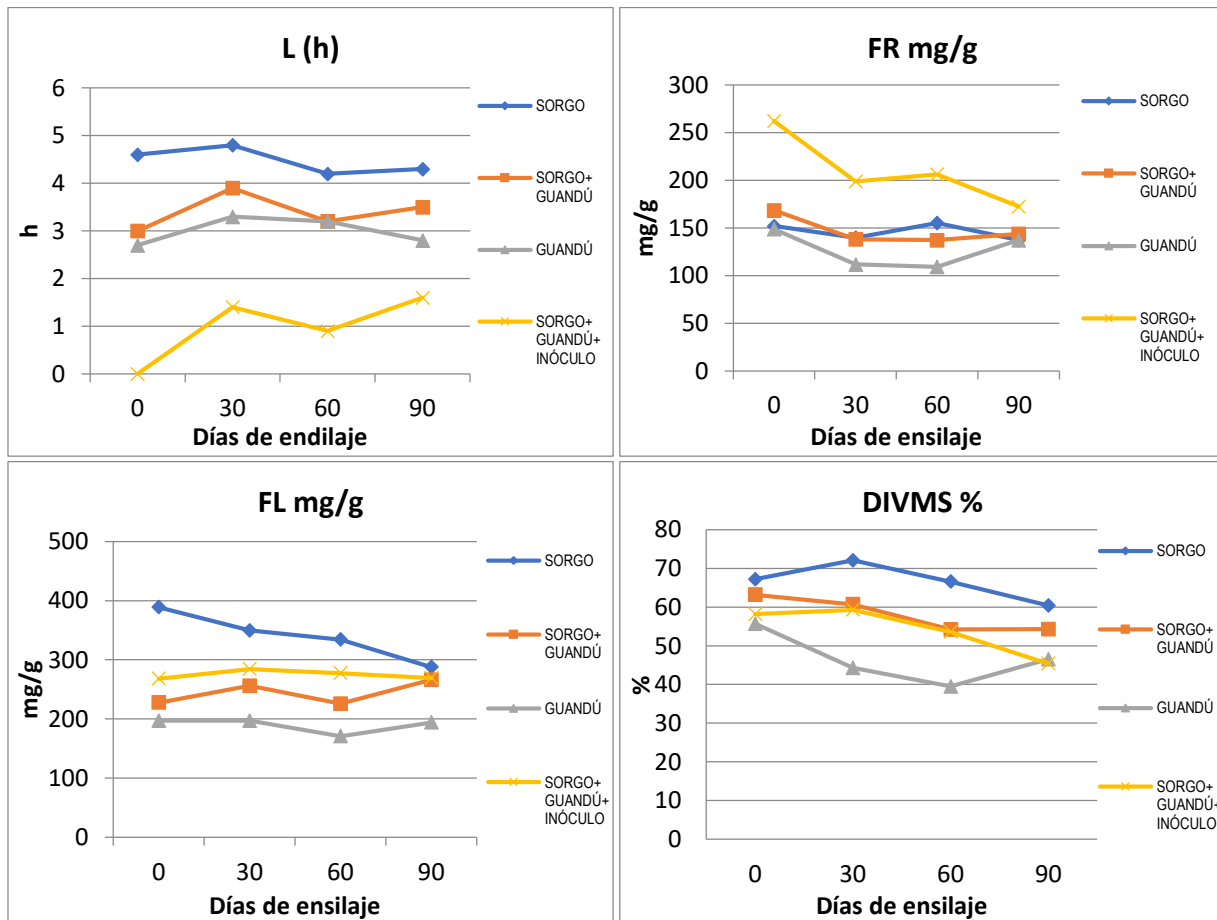 L (h)
6
5
4
3
2
1
0
h
0 30 60 90
Días de endilaje
SORGO
SORGO+
GUANDÚ
GUANDÚ
SORGO+
GUANDÚ+
INÓCULO
FR mg/g
300
250
200
150
100
50
0
mg/g
0 30 60 90
Días de ensilaje
SORGO
SORGO+
GUANDÚ
GUANDÚ
SORGO+
GUANDÚ+
INÓCULO
FL mg/g
500
400
300
200
100
0
mg/g
0 30 60 90
Días de ensilaje
SORGO
SORGO+
GUANDÚ
GUANDÚ
SORGO+
GUANDÚ+
INÓCULO
DIVMS %
80
70
60
50
40
30
20
10
0
%
0 30 60 90
Días de ensilaje
SORGO
SORGO+
GUANDÚ
GUANDÚ
SORGO+
GUANDÚ+
INÓCULO